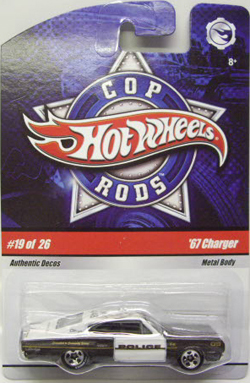 8+
COP
Hot Wheels
RODS
#19 of 26
'67 Charger
Authentic Decos
Metal Body
POLICE